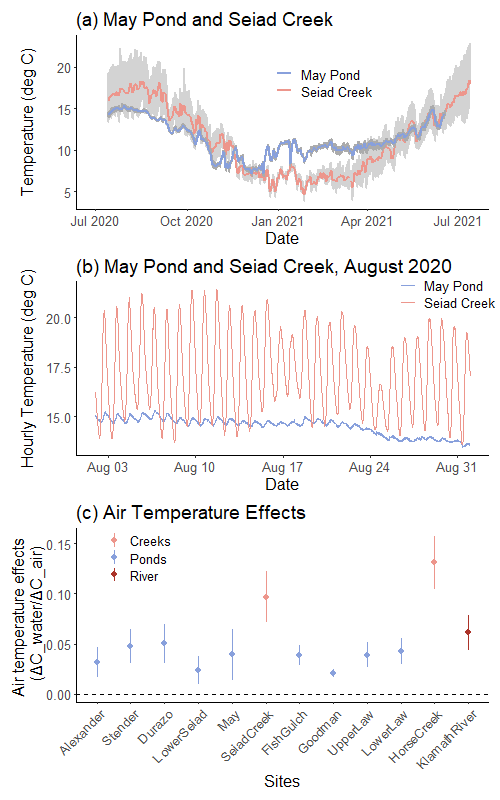 (a) May Pond and Seiad Creek
Temperature (deg C)
20
15
10
5
May Pond
Seiad Creek
Jul 2020 Oct 2020 Jan 2021 Apr 2021 Jul 2021
Date
(b) May Pond and Seiad Creek, August 2020
Hourly Temperature (deg C)
May Pond
Seiad Creek
20.0
17.5
15.0
Aug 03 Aug 10 Aug 17 Aug 24 Aug 31
Date
(c) Air Temperature Effects
Air temperature effects
(ΔC_water/ΔC_air)
0.15
0.10
0.05
0.00
Creeks
Ponds
River
Alexander Stender Durazo LowerSeiad May SeiadCreek FishGulch Goodman UpperLaw LowerLaw HorseCreek KlamathRiver
Sites